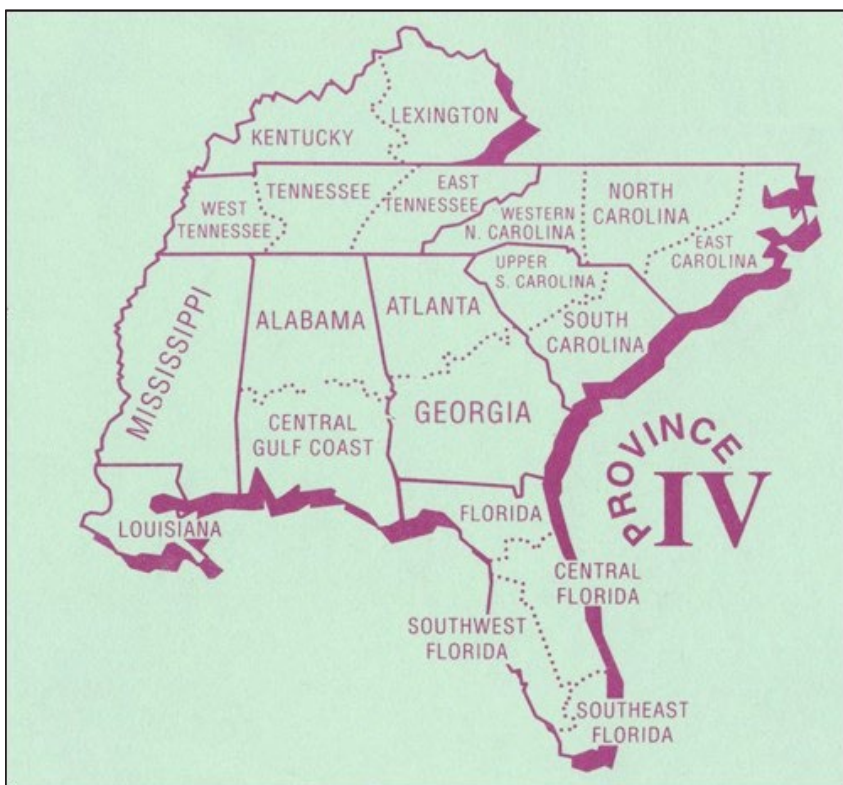 LEXINGTON
KENTUCKY
WEST
TENNESSEE
TENNESSEE
EAST
TENNESSEE
WESTERN
N. CAROLINA
NORTH
CAROLINA
EAST
CAROLINA
UPPER
S. CAROLINA
SOUTH
CAROLINA
MISSISSIPPI
ALABAMA
ATLANTA
CENTRAL
GULF COAST
GEORGIA
PROVINCE
IV
LOUISIANA
FLORIDA
CENTRAL
FLORIDA
SOUTHWEST
FLORIDA
SOUTHEAST
FLORIDA